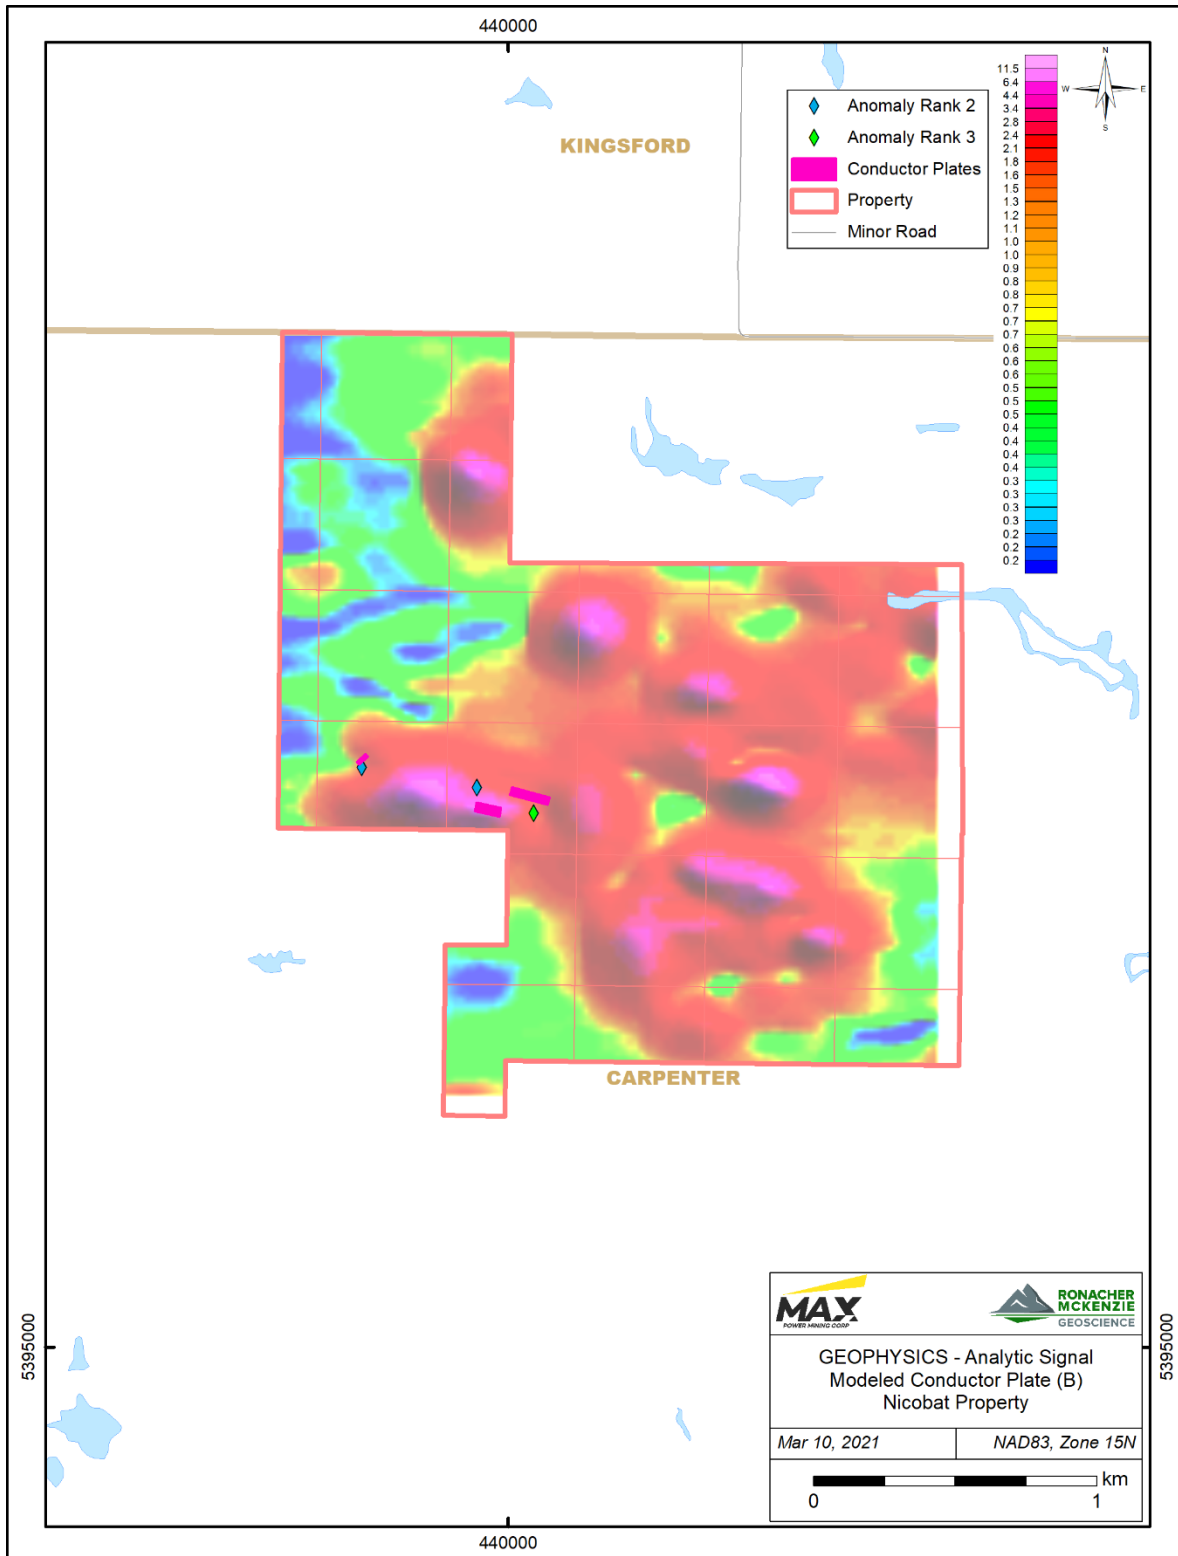 440000
N
W E
S
Anomaly Rank 2
Anomaly Rank 3
Conductor Plates
Property
Minor Road
11.5
6.4
4.4
3.4
2.8
2.4
2.1
1.8
1.6
1.5
1.3
1.2
1.1
1.0
1.0
0.9
0.8
0.8
0.7
0.7
0.7
0.6
0.6
0.6
0.5
0.5
0.4
0.4
0.4
0.4
0.3
0.3
0.3
0.3
0.2
0.2
0.2
0.2
KINGSFORD
CARPENTER
5395000
5395000
MAX
POWER MINING CORP
RONACHER
MCKENZIE
GEOSCIENCE
GEOPHYSICS - Analytic Signal
Modeled Conductor Plate (B)
Nicobat Property
Mar 10, 2021
NAD83, Zone 15N
km
0 1
440000